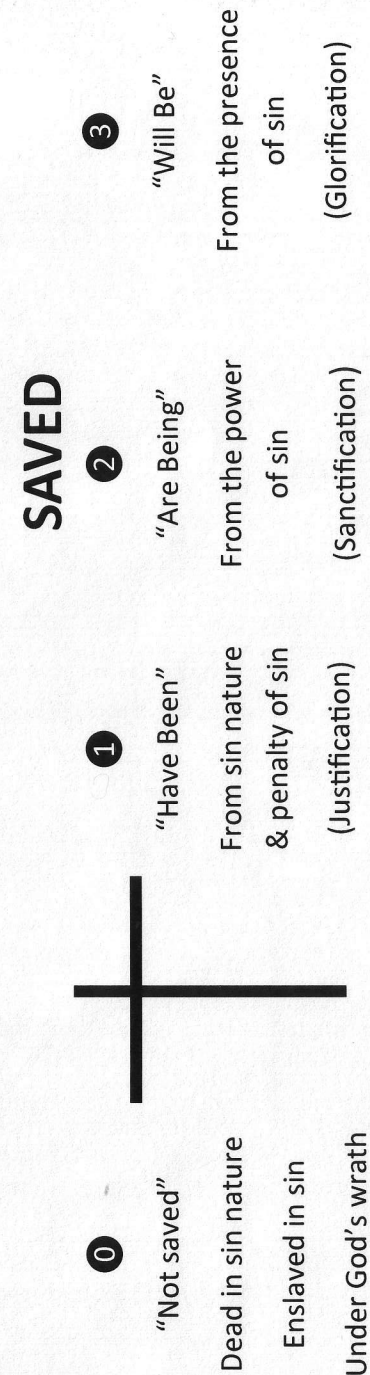 SAVED
0
"Not saved"
Dead in sin nature
Enslaved in sin
Under God's wrath
1
"Have Been"
From sin nature
& penalty of sin
(Justification)
2
"Are Being"
From the power
of sin
(Sanctification)
3
"Will Be"
From the presence
of sin
(Glorification)